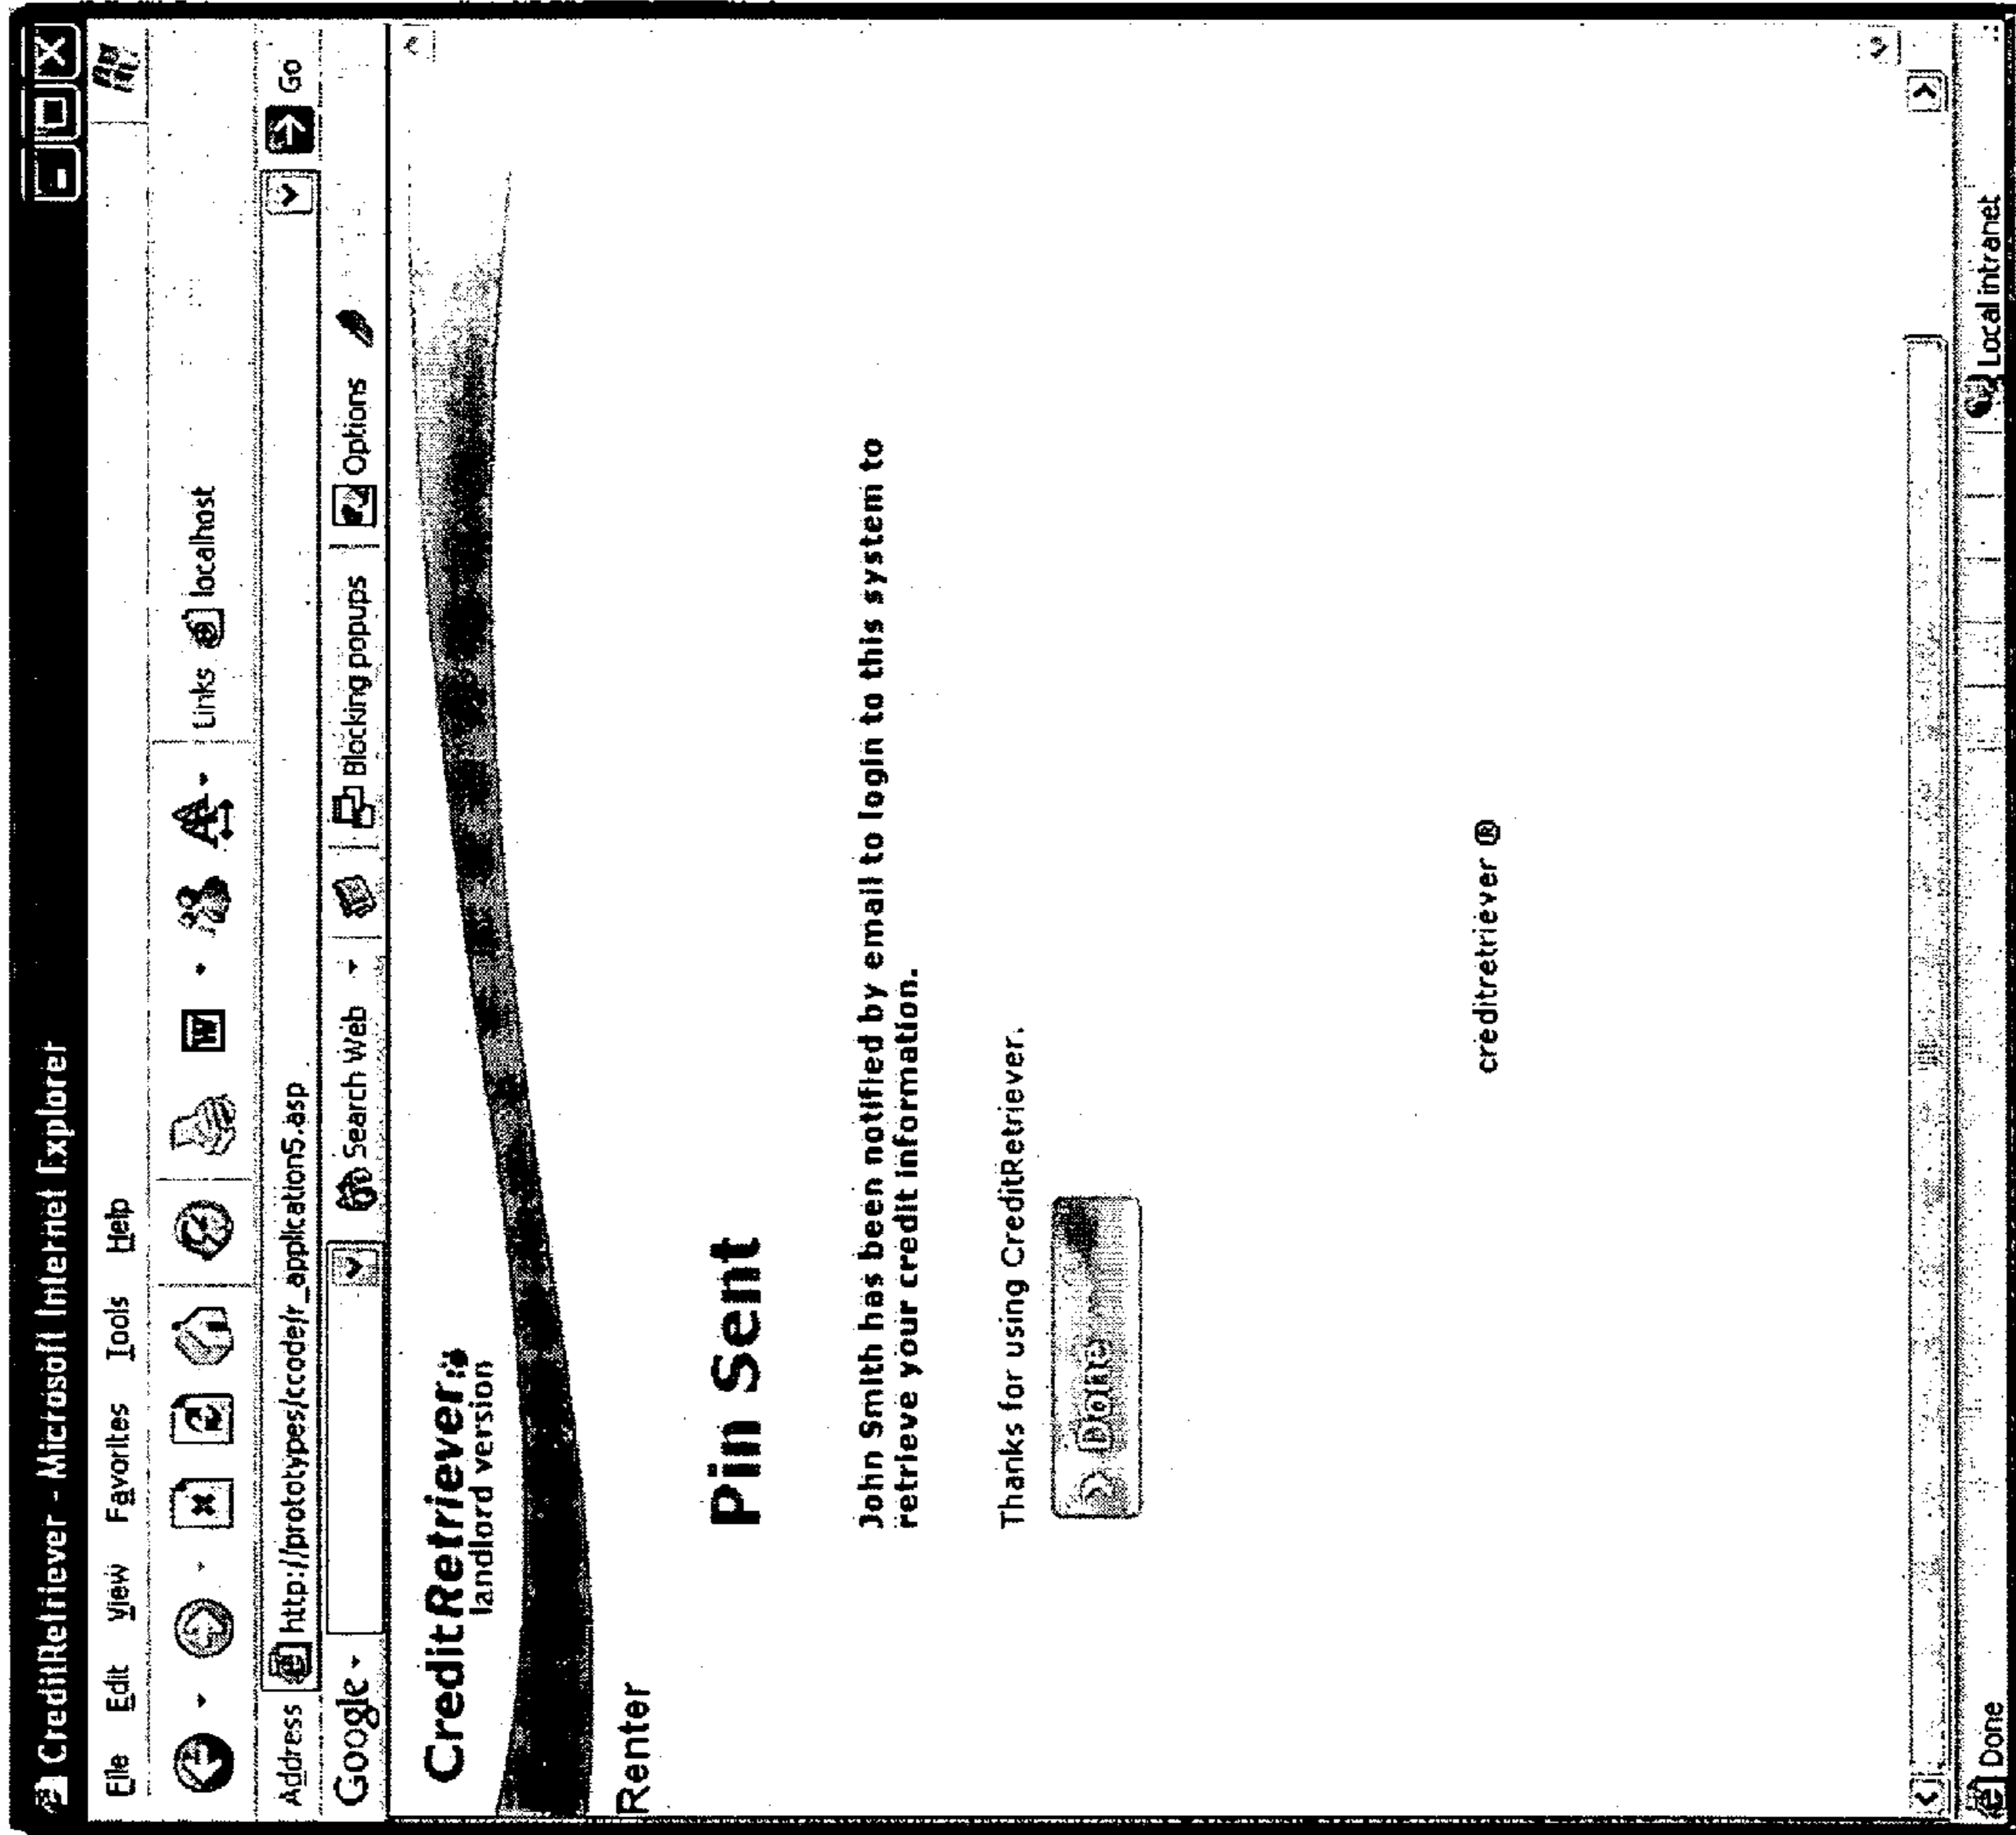 CreditRetriever - Microsoft Internet Explorer
File Edit View Favorites Tools Help
Links localhost
Address http://prototypes/ccode/r_application5.asp Go
Google Search Web Blocking popups Options
CreditRetriever
landlord version
Renter
Pin Sent
John Smith has been notified by email to login to this system to
retrieve your credit information.
Thanks for using CreditRetriever.
> Done
creditretriever ®
Done Local intranet